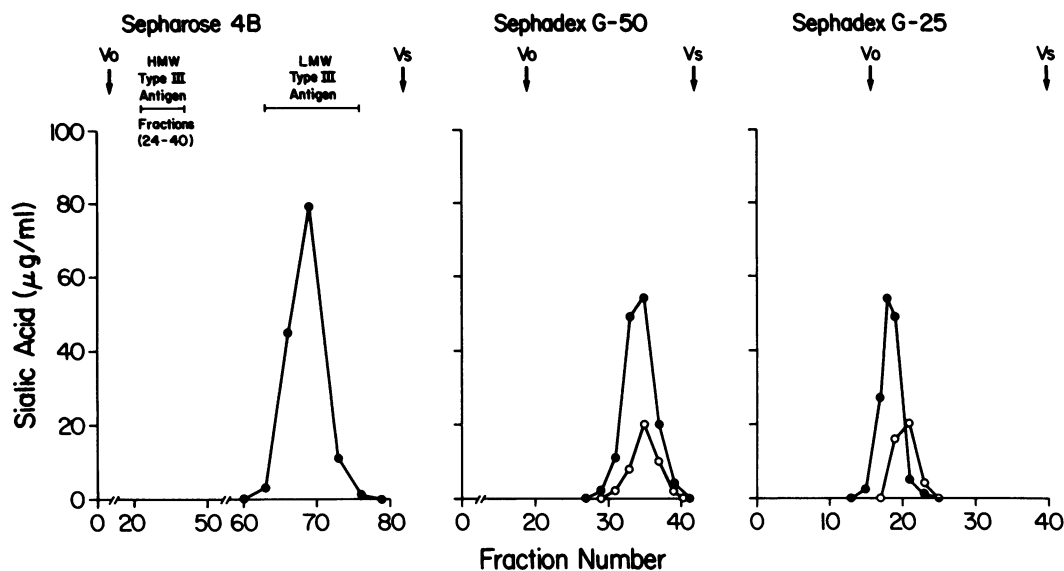 Sepharose 4B
Sephadex G-50
Sephadex G-25
Vo
HMW
Type III
Antigen
Fractions
(24-40)
LMW
Type III
Antigen
Vs
Vo
Vs
Vo
Vs
Sialic Acid (μg/ml)
100
80
60
40
20
0
0 20 50 60 70 80
0 30 40
0 10 20 30 40
Fraction Number